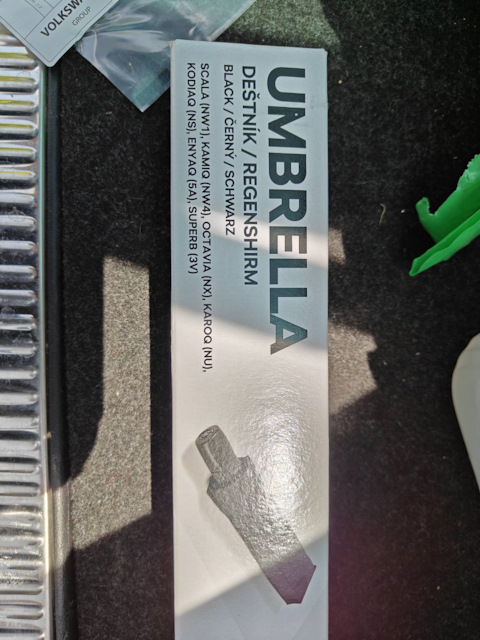 VOLKSWA
GROUP
UMBRELLA
DEŠTNÍK / REGENSHIRM
BLACK / ČERNÝ / SCHWARZ
SCALA (NW1), KAMIQ (NW4), OCTAVIA (NX), KAROQ (NU),
KODIAQ (NS), ENYAQ (5A), SUPERB (3V)